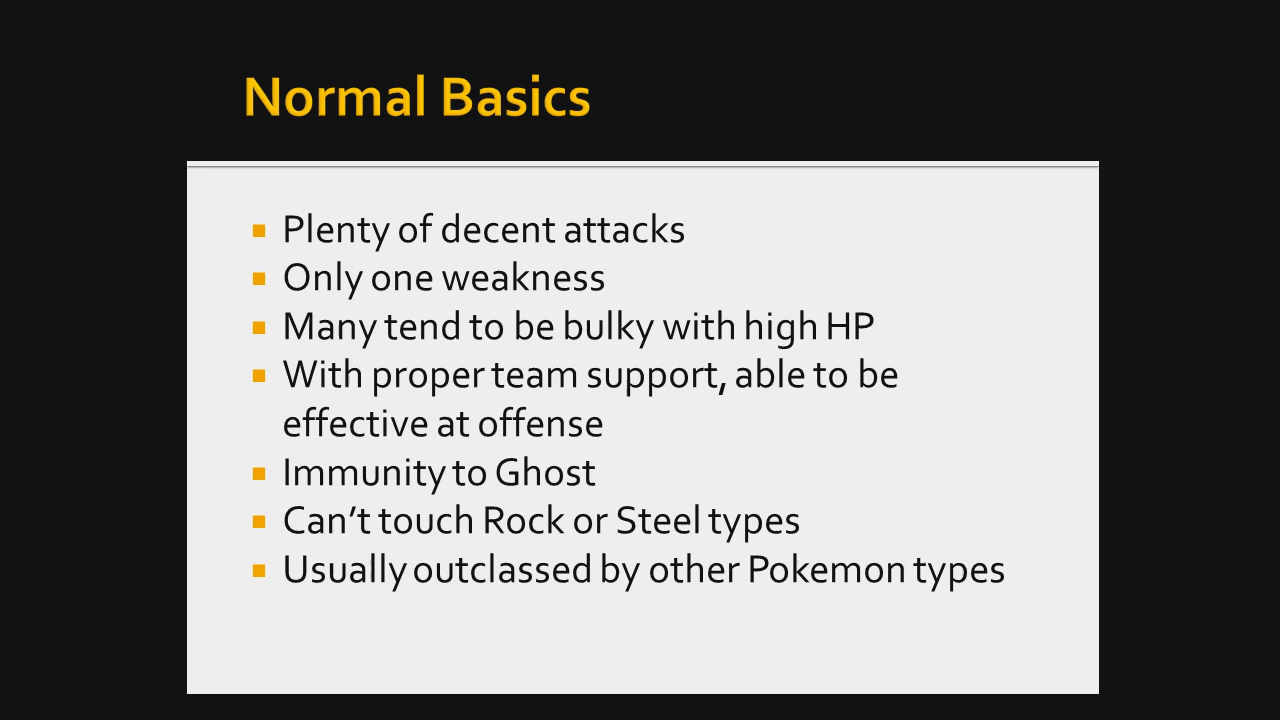 Normal Basics
Plenty of decent attacks
Only one weakness
Many tend to be bulky with high HP
With proper team support, able to be
effective at offense
Immunity to Ghost
Can’t touch Rock or Steel types
Usually outclassed by other Pokemon types